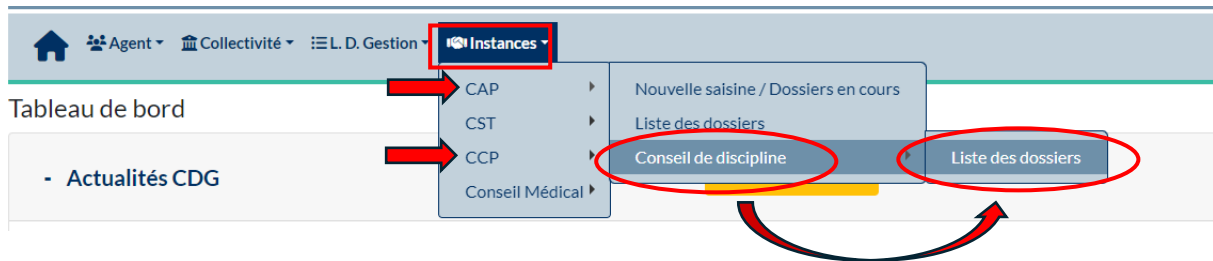 Agent Collectivité L. D. Gestion Instances
CAP Nouvelle saisine / Dossiers en cours
Tableau de bord
CST Liste des dossiers
CCP Conseil de discipline Liste des dossiers
- Actualités CDG
Conseil Médical